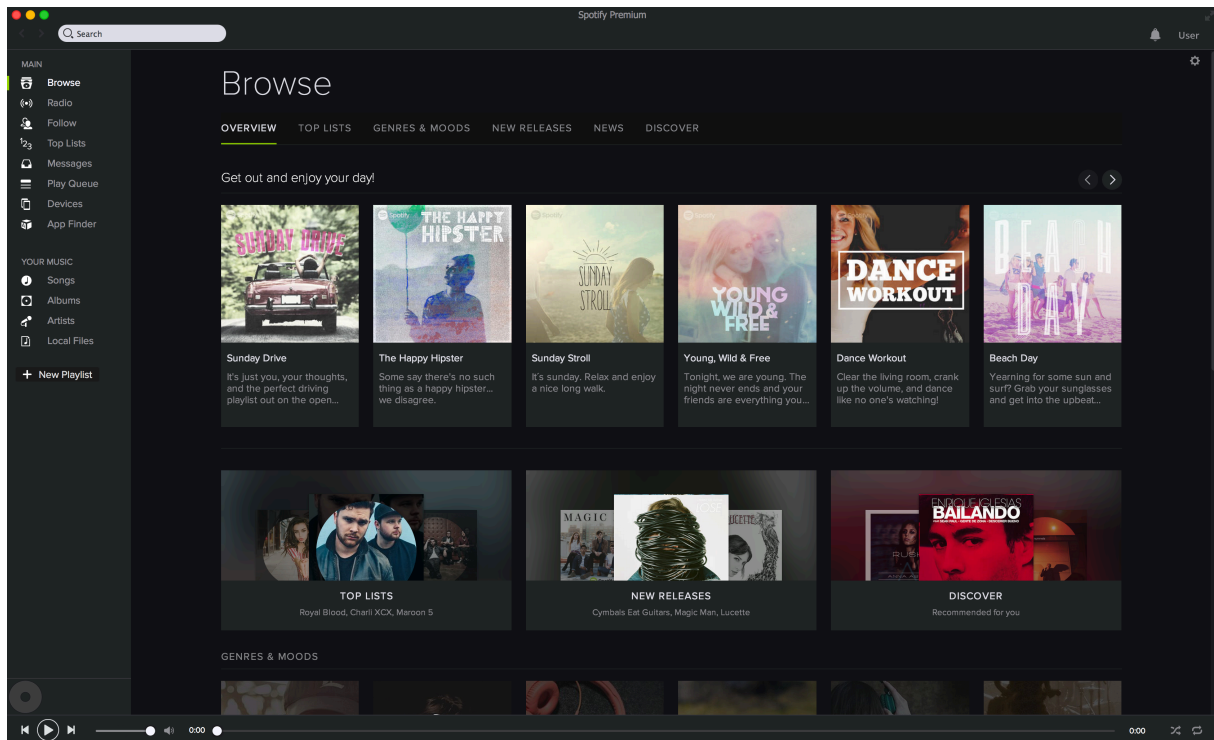 Spotify Premium
Search
User
MAIN
Browse
Radio
Follow
Top Lists
Messages
Play Queue
Devices
App Finder
YOUR MUSIC
Songs
Albums
Artists
Local Files
+ New Playlist
Browse
OVERVIEW TOP LISTS GENRES & MOODS NEW RELEASES NEWS DISCOVER
Get out and enjoy your day!
SUNDAY DRIVE
Spotify
THE HAPPY
HIPSTER
Spotify
SUNDAY
STROLL
YOUNG
WILD &
FREE
DANCE
WORKOUT
BEACH
DAY
Sunday Drive
It's just you, your thoughts,
and the perfect driving
playlist out on the open...
The Happy Hipster
Some say there's no such
thing as a happy hipster...
we disagree.
Sunday Stroll
It's sunday. Relax and enjoy
a nice long walk.
Young, Wild & Free
Tonight, we are young. The
night never ends and your
friends are everything you...
Dance Workout
Clear the living room, crank
up the volume, and dance
like no one's watching!
Beach Day
Yearning for some sun and
surf? Grab your sunglasses
and get into the upbeat...
MAGIC
ENRIQUE IGLESIAS
BAILANDO
TOP LISTS
Royal Blood, Charli XCX, Maroon 5
NEW RELEASES
Cymbals Eat Guitars, Magic Man, Lucette
DISCOVER
Recommended for you
GENRES & MOODS
0:00
0:00